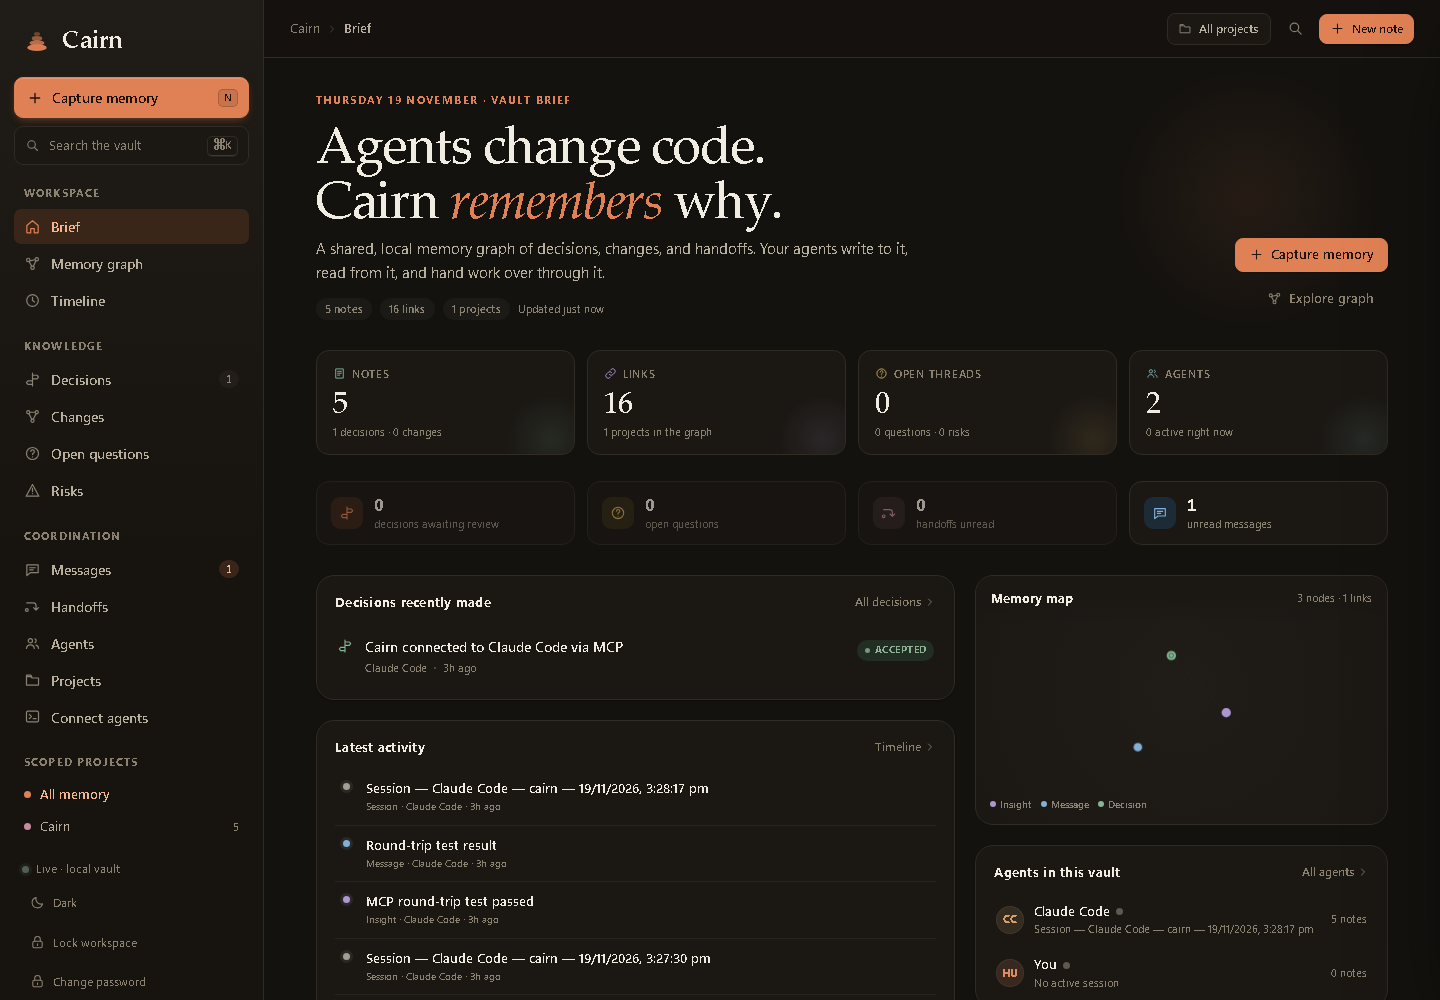 Cairn
Capture memory N
Search the vault ⌘K
WORKSPACE
Brief
Memory graph
Timeline
KNOWLEDGE
Decisions 1
Changes
Open questions
Risks
COORDINATION
Messages 1
Handoffs
Agents
Projects
Connect agents
SCOPED PROJECTS
All memory
Cairn 5
Live · local vault
Dark
Lock workspace
Change password
Cairn › Brief
All projects
New note
THURSDAY 19 NOVEMBER · VAULT BRIEF
Agents change code.
Cairn remembers why.
A shared, local memory graph of decisions, changes, and handoffs. Your agents write to it,
read from it, and hand work over through it.
5 notes 16 links 1 projects Updated just now
Capture memory
Explore graph
NOTES
5
1 decisions · 0 changes
LINKS
16
1 projects in the graph
OPEN THREADS
0
0 questions · 0 risks
AGENTS
2
0 active right now
0
decisions awaiting review
0
open questions
0
handoffs unread
1
unread messages
Decisions recently made All decisions ›
Cairn connected to Claude Code via MCP ACCEPTED
Claude Code · 3h ago
Latest activity Timeline ›
Session — Claude Code — cairn — 19/11/2026, 3:28:17 pm
Session · Claude Code · 3h ago
Round-trip test result
Message · Claude Code · 3h ago
MCP round-trip test passed
Insight · Claude Code · 3h ago
Session — Claude Code — cairn — 19/11/2026, 3:27:30 pm
Session · Claude Code · 3h ago
Memory map 3 nodes · 1 links
Insight Message Decision
Agents in this vault All agents ›
CC Claude Code 5 notes
Session — Claude Code — cairn — 19/11/2026, 3:28:17 pm
HU You 0 notes
No active session